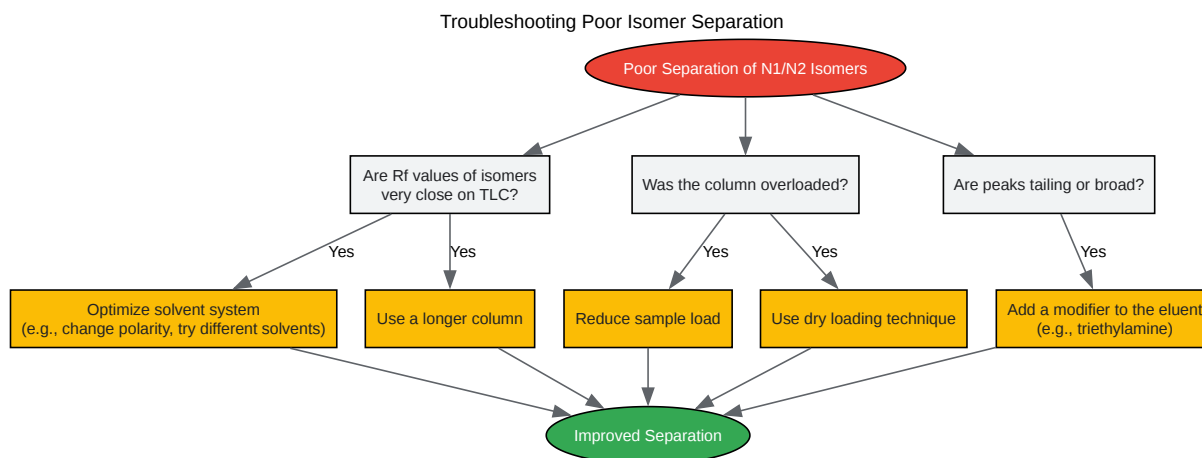 Troubleshooting Poor Isomer Separation
Poor Separation of N1/N2 Isomers
Are Rf values of isomers
very close on TLC?
Was the column overloaded?
Are peaks tailing or broad?
Yes
Yes
Yes
Yes
Yes
Optimize solvent system
(e.g., change polarity, try different solvents)
Use a longer column
Reduce sample load
Use dry loading technique
Add a modifier to the eluent
(e.g., triethylamine)
Improved Separation